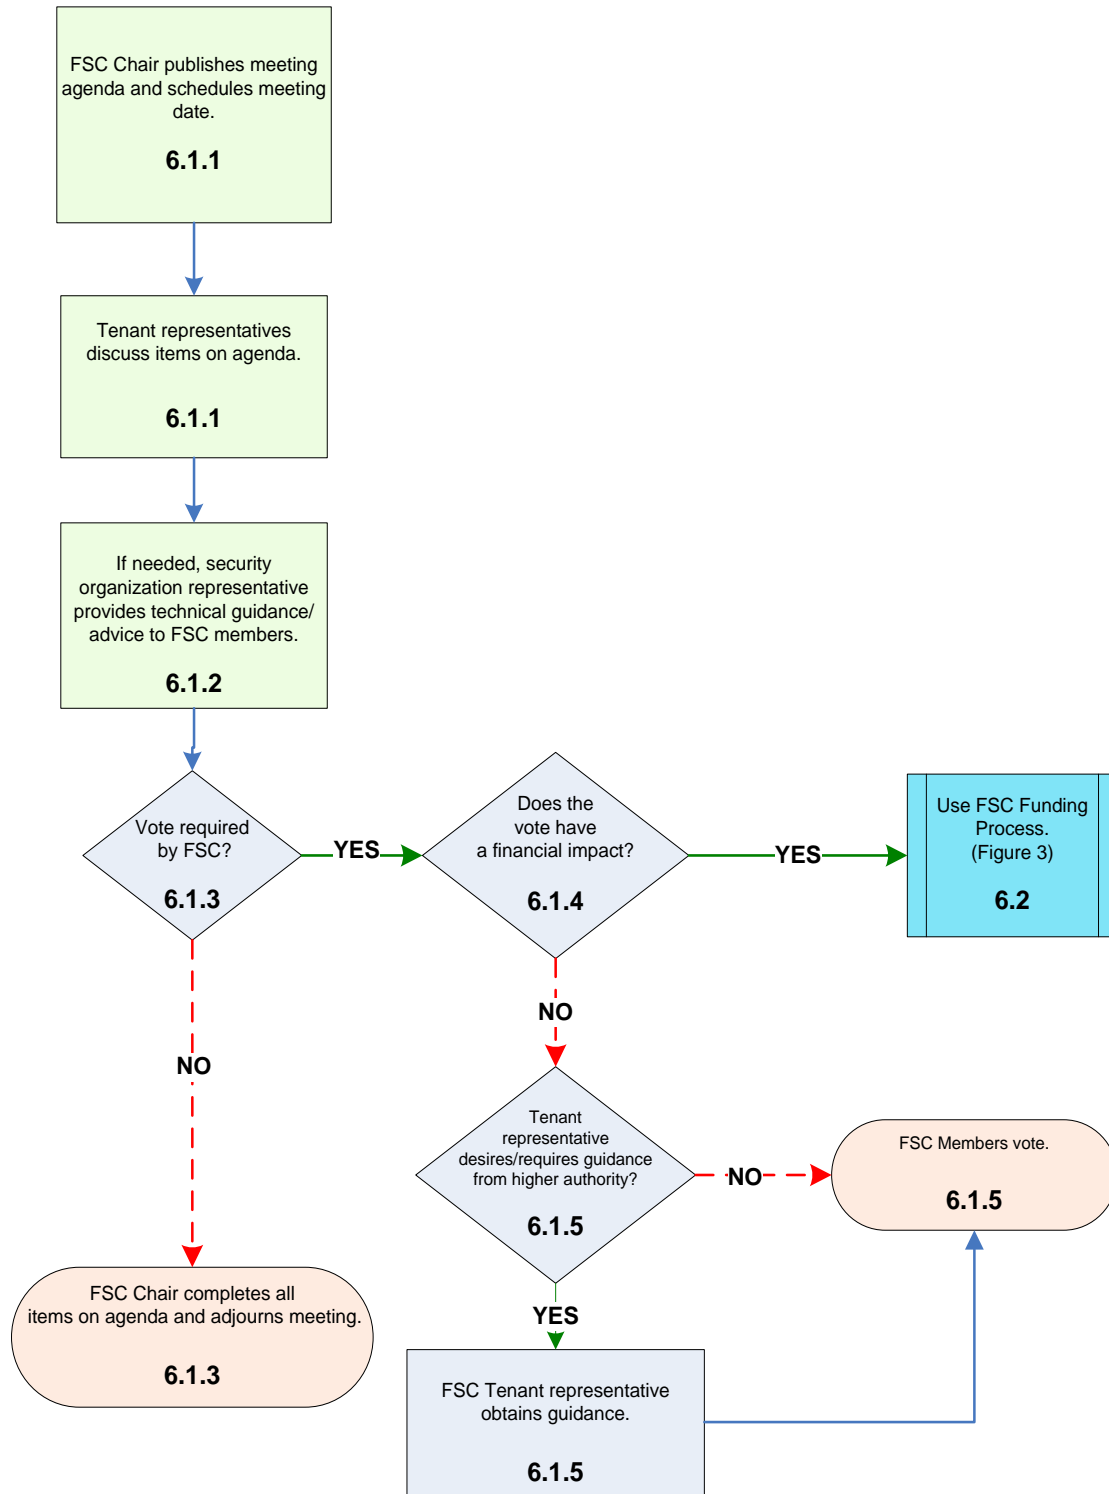 FSC Chair publishes meeting
agenda and schedules meeting
date.
6.1.1
Tenant representatives
discuss items on agenda.
6.1.1
If needed, security
organization representative
provides technical guidance/
advice to FSC members.
6.1.2
Vote required
by FSC?
6.1.3
YES
Does the
vote have
a financial impact?
6.1.4
YES
Use FSC Funding
Process.
(Figure 3)
6.2
NO
NO
Tenant
representative
desires/requires guidance
from higher authority?
6.1.5
NO
FSC Members vote.
6.1.5
FSC Chair completes all
items on agenda and adjourns meeting.
6.1.3
YES
FSC Tenant representative
obtains guidance.
6.1.5